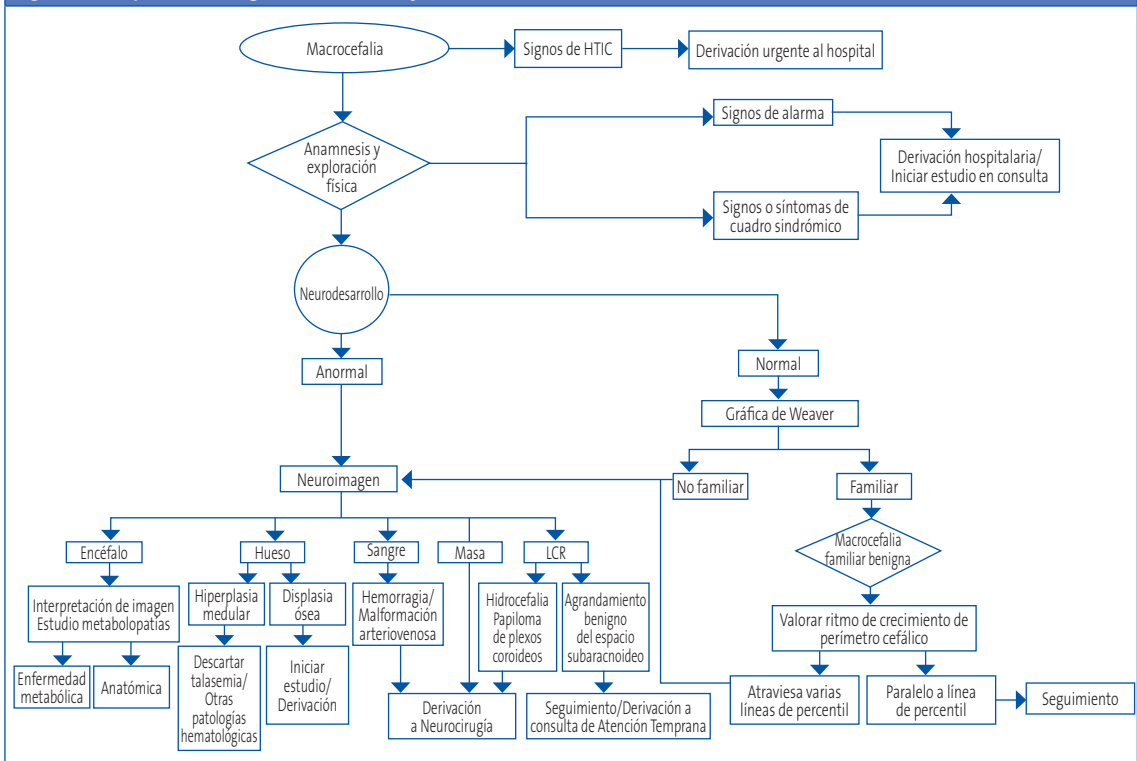 Macrocefalia
Signos de HTIC
Derivación urgente al hospital
Anamnesis y
exploración
física
Signos de alarma
Derivación hospitalaria/
Iniciar estudio en consulta
Signos o síntomas de
cuadro sindrómico
Neurodesarrollo
Anormal
Normal
Gráfica de Weaver
Neuroimagen
No familiar
Familiar
Encéfalo
Hueso
Sangre
Masa
LCR
Macrocefalia
familiar benigna
Interpretación de imagen
Estudio metabolopatías
Hiperplasia
medular
Displasia
ósea
Hemorragia/
Malformación
arteriovenosa
Hidrocefalia
Papiloma
de plexos
coroideos
Agrandamiento
benigno
del espacio
subaracnoideo
Valorar ritmo de crecimiento de
perímetro cefálico
Enfermedad
metabólica
Anatómica
Descartar
talasemia/
Otras
patologías
hematológicas
Iniciar
estudio/
Derivación
Derivación
a Neurocirugía
Seguimiento/Derivación a
consulta de Atención Temprana
Atraviesa varias
líneas de percentil
Paralelo a línea
de percentil
Seguimiento